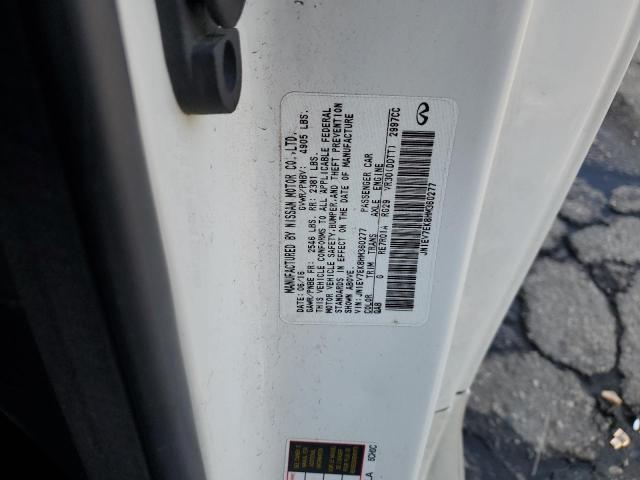 MANUFACTURED BY NISSAN MOTOR CO.,LTD.
DATE: 06/16 GVWR/PNBV: 4905 LBS.
GAWR/PNBE FR: 2546 LBS. RR: 2381 LBS.
THIS VEHICLE CONFORMS TO ALL APPLICABLE FEDERAL
MOTOR VEHICLE SAFETY,BUMPER,AND THEFT PREVENTION
STANDARDS IN EFFECT ON THE DATE OF MANUFACTURE
SHOWN ABOVE.
VIN: JN1EV7EK8HM360277 PASSENGER CAR
COLOR TRIM TRANS AXLE ENGINE
QAB G RE7R01A RG29 VR30(DDTT) 2997CC
JN1EV7EK8HM360277